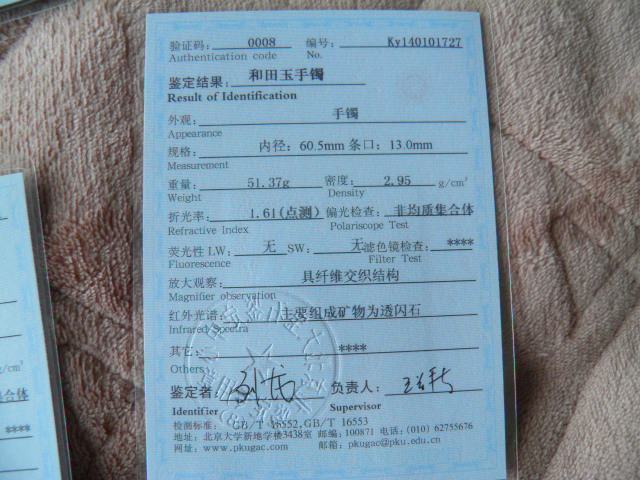 验证码: 0008 编号: Ky140101727
Authentication code No.
鉴定结果: 和田玉手镯
Result of Identification
外观: 手镯
Appearance
规格: 内径: 60.5mm 条口: 13.0mm
Measurement
重量: 51.37g 密度: 2.95 g/cm³
Weight Density
折光率: 1.61(点测) 偏光检查: 非均质集合体
Refractive Index Polariscope Test
荧光性 LW: 无 SW: 无 滤色镜检查: ****
Fluorescence Filter Test
放大观察: 具纤维交织结构
Magnifier observation
红外光谱: 主要组成矿物为透闪石
Infrared Spectra
其它: ****
Others:
鉴定者: 负责人:
Identifier Supervisor
检测标准: GB/T 16552,GB/T 16553
地址: 北京大学新地学楼3438室 邮编: 100871 电话: (010) 62755676
网址: www.pkugac.com 邮箱: pkugac@pku.edu.cn
/cm³
集合体
****